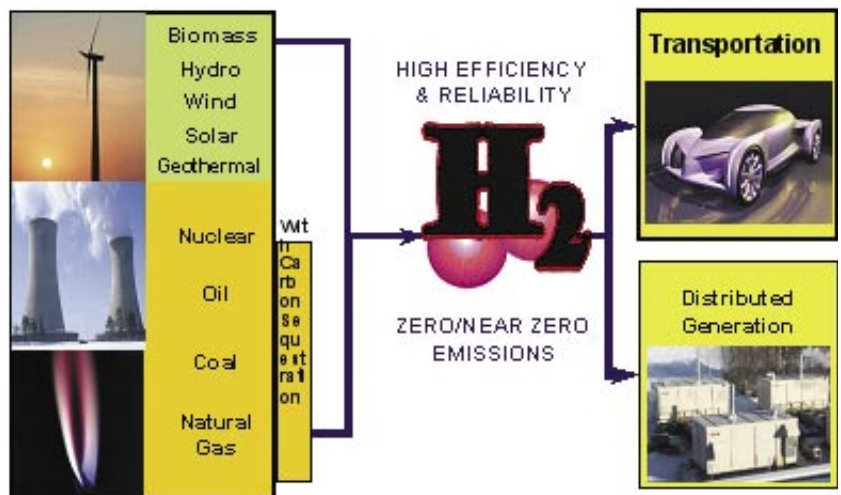 Biomass
Hydro
Wind
Solar
Geothermal
Nuclear
Oil
Coal
Natural
Gas
Wit
h
Ca
rb
on
Se
qu
est
rati
on
HIGH EFFICIENCY
& RELIABILITY
H2
ZERO/NEAR ZERO
EMISSIONS
Transportation
Distributed
Generation